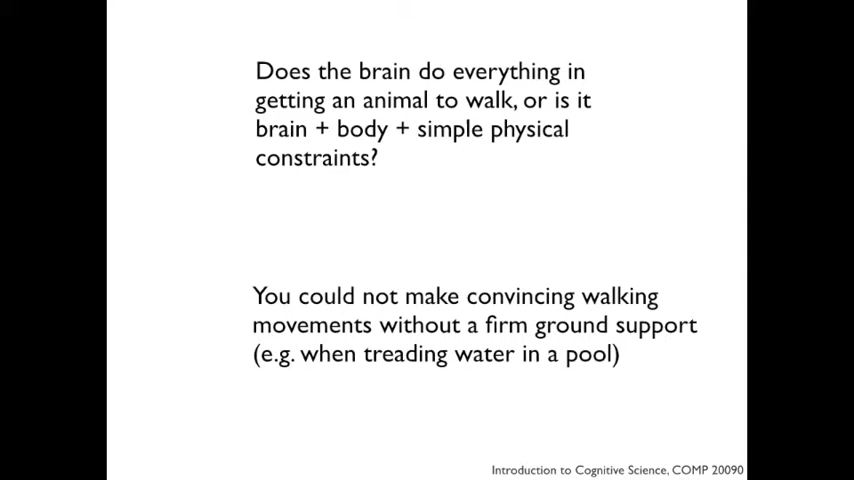 Does the brain do everything in
getting an animal to walk, or is it
brain + body + simple physical
constraints?
You could not make convincing walking
movements without a firm ground support
(e.g. when treading water in a pool)
Introduction to Cognitive Science, COMP 20090